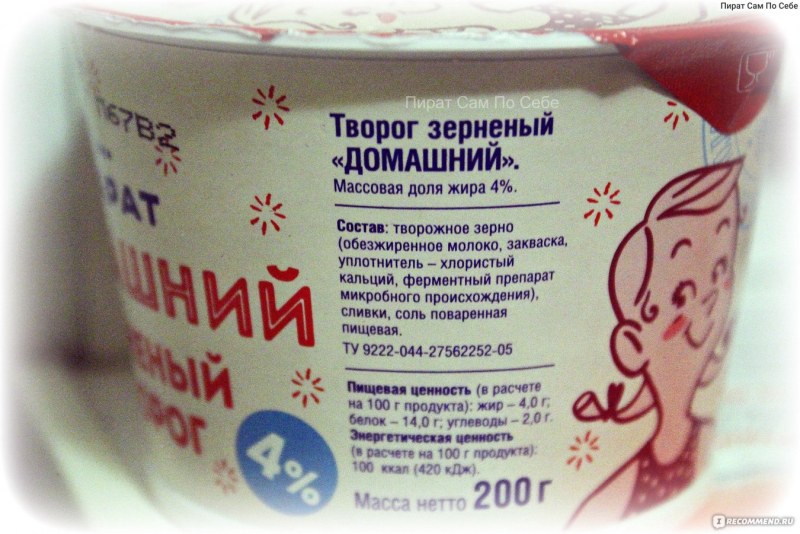 Пират Сам По Себе
Пират Сам По Себе
67B2
РАТ
ШНИЙ
ЕНЫЙ
РОГ
4%
Творог зерненый
«ДОМАШНИЙ».
Массовая доля жира 4%.
Состав: творожное зерно
(обезжиренное молоко, закваска,
уплотнитель – хлористый
кальций, ферментный препарат
микробного происхождения),
сливки, соль поваренная
пищевая.
ТУ 9222-044-27562252-05
Пищевая ценность (в расчете
на 100 г продукта): жир – 4,0 г;
белок – 14,0 г; углеводы – 2,0 г.
Энергетическая ценность
(в расчете на 100 г продукта):
100 ккал (420 кДж).
Масса нетто 200 г
IRECOMMEND.RU